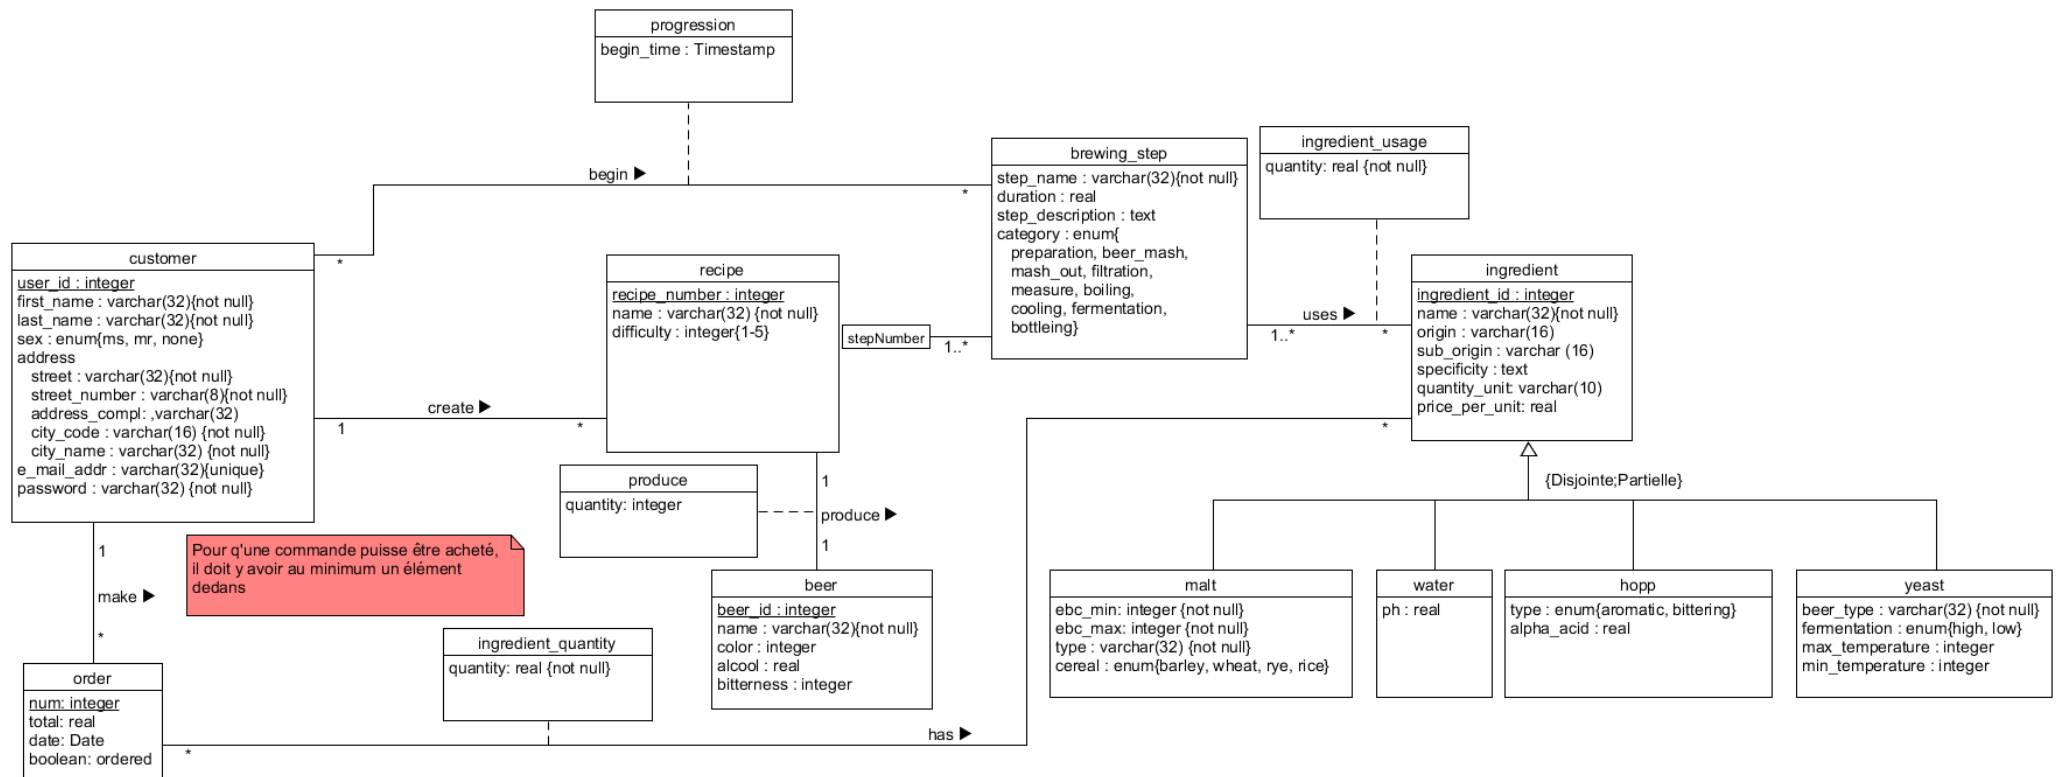 progression
begin_time : Timestamp
begin ▶
*
*
brewing_step
step_name : varchar(32){not null}
duration : real
step_description : text
category : enum{
preparation, beer_mash,
mash_out, filtration,
measure, boiling,
cooling, fermentation,
bottleing}
ingredient_usage
quantity: real {not null}
customer
user_id : integer
first_name : varchar(32){not null}
last_name : varchar(32){not null}
sex : enum{ms, mr, none}
address
street : varchar(32){not null}
street_number : varchar(8){not null}
address_compl: ,varchar(32)
city_code : varchar(16) {not null}
city_name : varchar(32) {not null}
e_mail_addr : varchar(32){unique}
password : varchar(32) {not null}
recipe
recipe_number : integer
name : varchar(32) {not null}
difficulty : integer{1-5}
stepNumber
1..*
uses ▶
1..*
*
ingredient
ingredient_id : integer
name : varchar(32){not null}
origin : varchar(16)
sub_origin : varchar (16)
specificity : text
quantity_unit: varchar(10)
price_per_unit: real
create ▶
1
*
*
{Disjointe;Partielle}
produce
quantity: integer
1
produce ▶
1
1
make ▶
*
Pour q'une commande puisse être acheté,
il doit y avoir au minimum un élément
dedans
beer
beer_id : integer
name : varchar(32){not null}
color : integer
alcool : real
bitterness : integer
malt
ebc_min: integer {not null}
ebc_max: integer {not null}
type : varchar(32) {not null}
cereal : enum{barley, wheat, rye, rice}
water
ph : real
hopp
type : enum{aromatic, bittering}
alpha_acid : real
yeast
beer_type : varchar(32) {not null}
fermentation : enum{high, low}
max_temperature : integer
min_temperature : integer
ingredient_quantity
quantity: real {not null}
order
num: integer
total: real
date: Date
boolean: ordered
*
has ▶